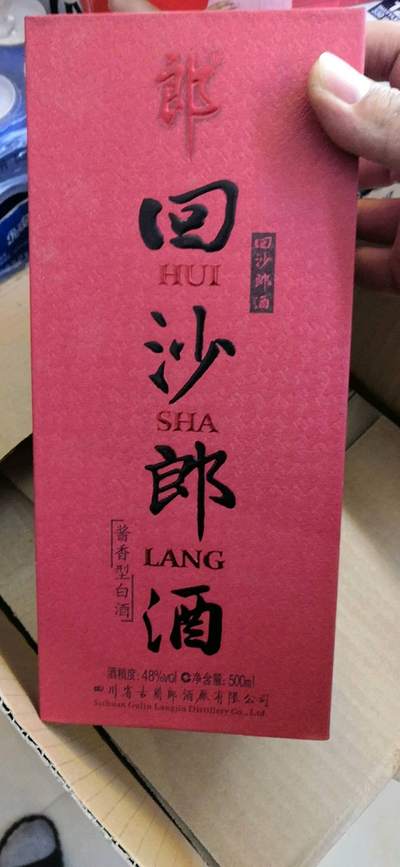 郎
回
HUI
回沙郎酒
沙
SHA
郎
LANG
酱香型白酒
酒
酒精度:48%vol 净含量:500ml
四川省古蔺郎酒厂有限公司
Sichuan Gulin Langjiu Distillery Co., Ltd